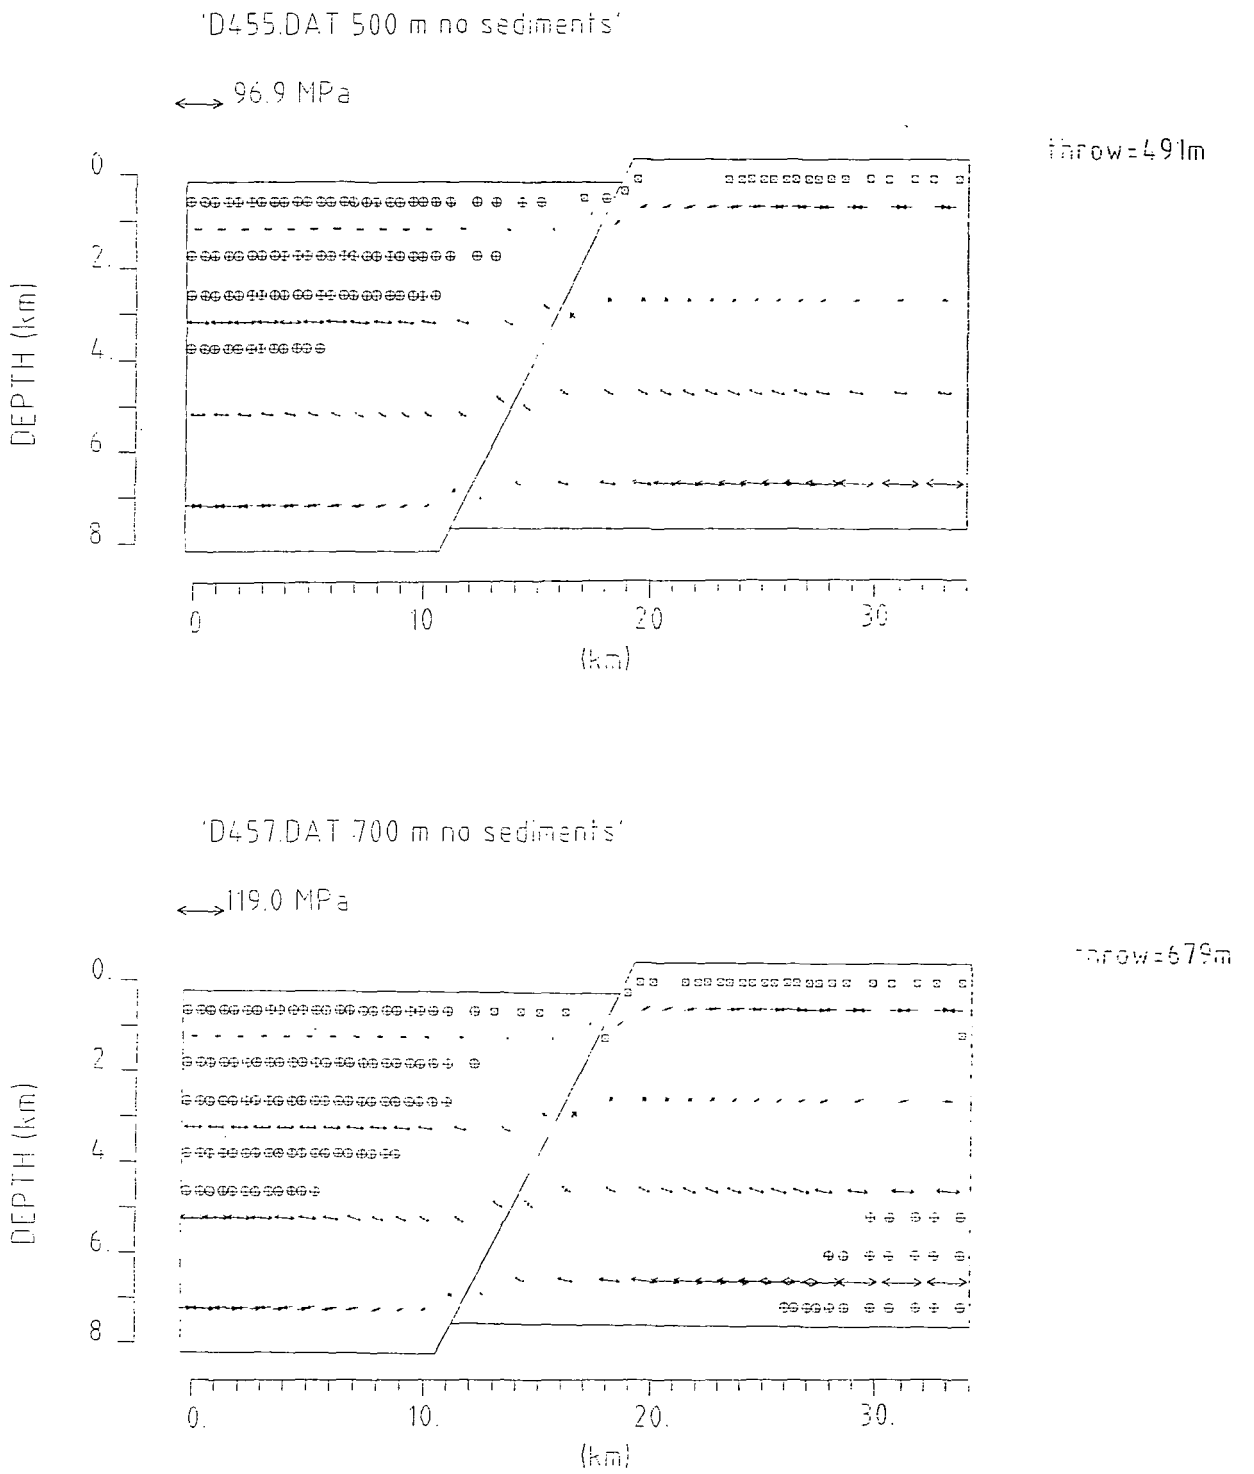 'D455.DAT 500 m no sediments'
96.9 MPa
throw=491m
0
2.
4.
6
8
DEPTH (km)
0
10
20
30
(km)
'D457.DAT 700 m no sediments'
119.0 MPa
throw=679m
0.
2
4
6.
8
DEPTH (km)
0.
10.
20.
30.
(km)